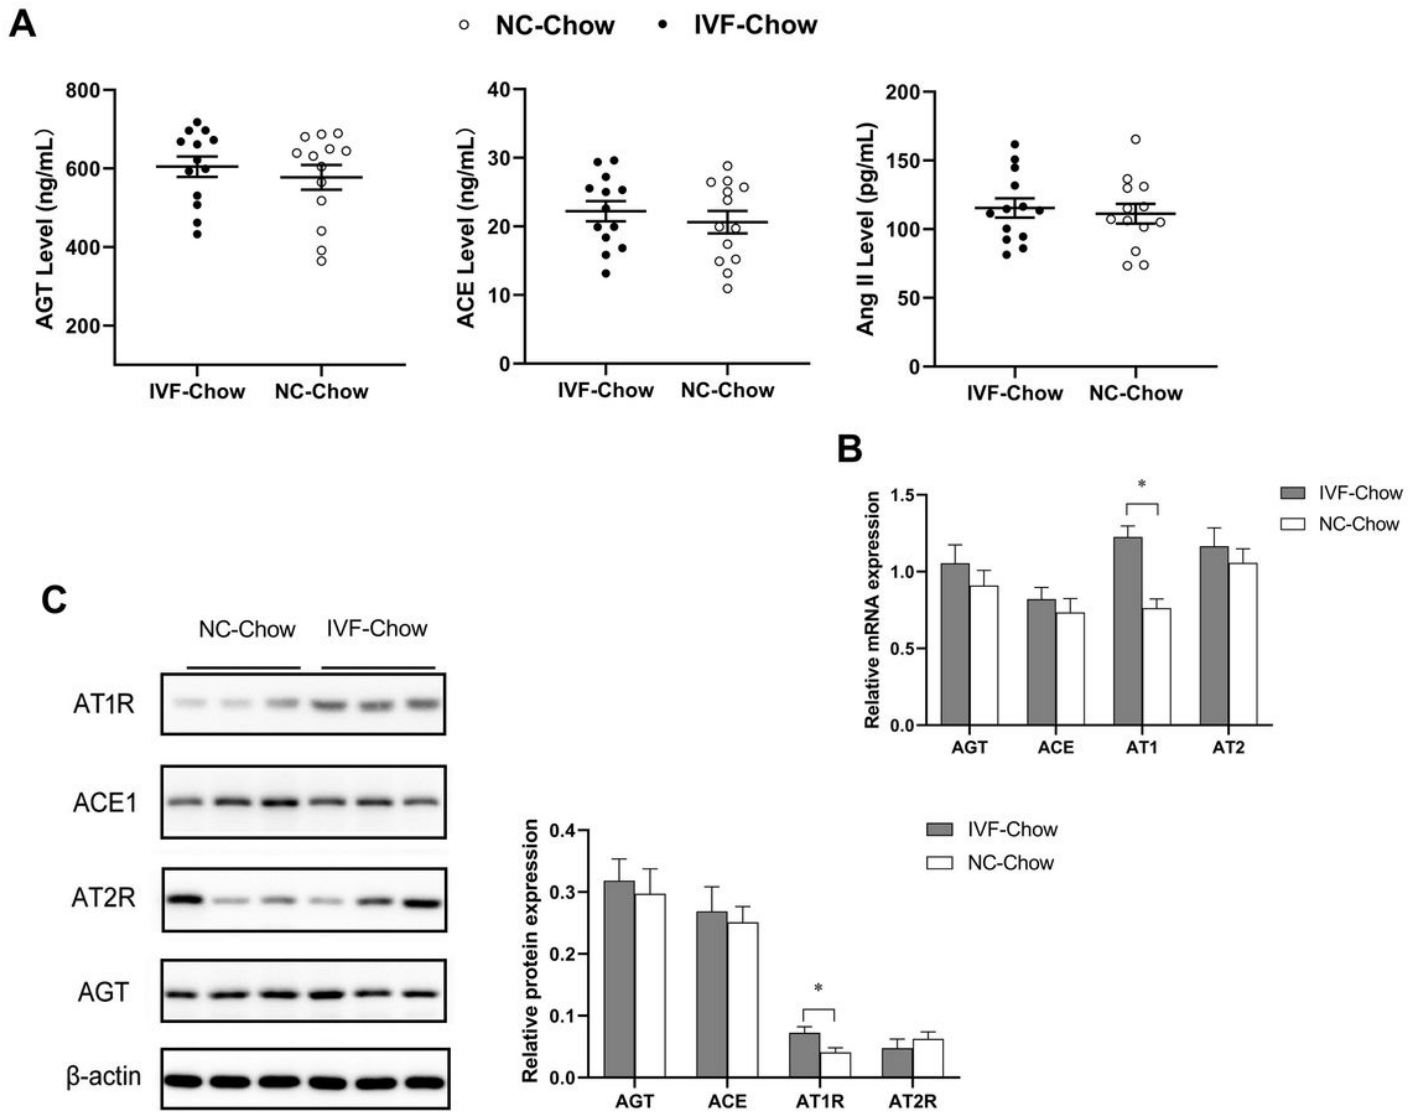 A
NC-Chow IVF-Chow
AGT Level (ng/mL)
800
600
400
200
IVF-Chow NC-Chow
ACE Level (ng/mL)
40
30
20
10
0
IVF-Chow NC-Chow
Ang II Level (pg/mL)
200
150
100
50
0
IVF-Chow NC-Chow
B
Relative mRNA expression
1.5
1.0
0.5
0.0
*
AGT ACE AT1 AT2
IVF-Chow
NC-Chow
C
NC-Chow IVF-Chow
AT1R
ACE1
AT2R
AGT
β-actin
Relative protein expression
0.4
0.3
0.2
0.1
0.0
*
AGT ACE AT1R AT2R
IVF-Chow
NC-Chow